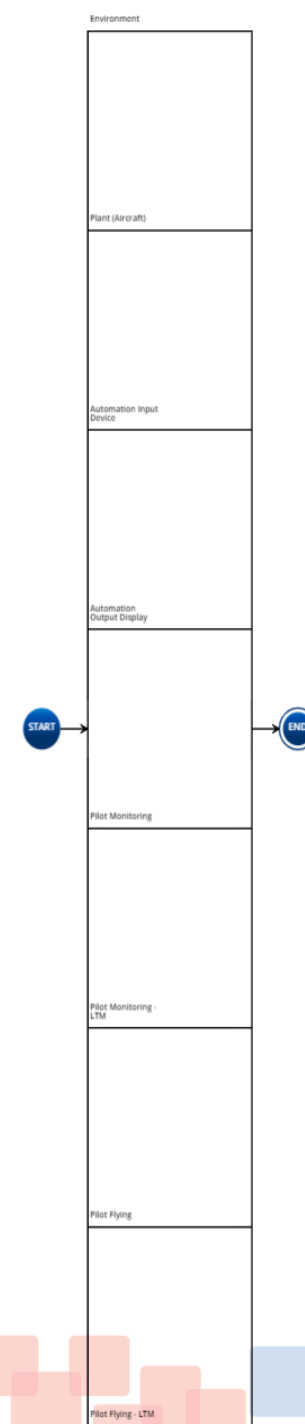 Environment
Plant (Aircraft)
Automation Input
Device
Automation
Output Display
START
END
Pilot Monitoring
Pilot Monitoring -
LTM
Pilot Flying
Pilot Flying - LTM